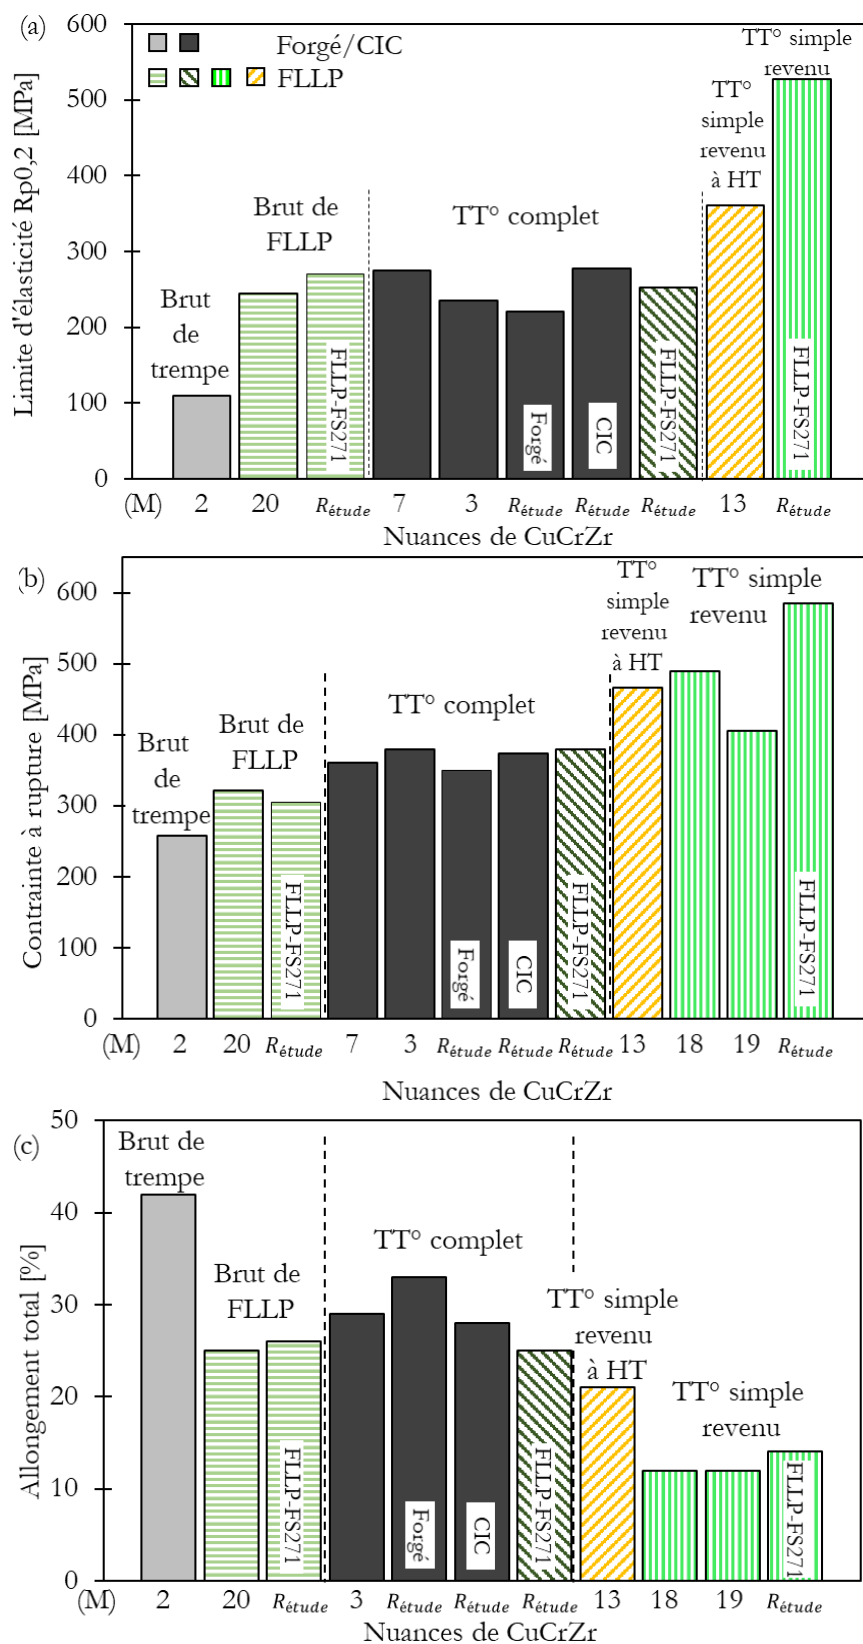 (a)
Limite d'élasticité Rp0,2 [MPa]
600
500
400
300
200
100
0
Forgé/CIC
FLLP
Brut
de
trempe
Brut de
FLLP
TT° complet
TT°
simple
revenu
à HT
TT° simple
revenu
FLLP-FS271
Forgé
CIC
FLLP-FS271
FLLP-FS271
(M) 2 20 Rétude 7 3 Rétude Rétude Rétude 13 Rétude
Nuances de CuCrZr
(b)
Contrainte à rupture [MPa]
600
500
400
300
200
100
0
Brut
de
trempe
Brut de
FLLP
TT° complet
TT°
simple
revenu
à HT
TT° simple
revenu
FLLP-FS271
Forgé
CIC
FLLP-FS271
FLLP-FS271
(M) 2 20 Rétude 7 3 Rétude Rétude Rétude 13 18 19 Rétude
Nuances de CuCrZr
(c)
Allongement total [%]
50
40
30
20
10
0
Brut de
trempe
Brut de
FLLP
TT° complet
TT° simple
revenu
à HT
TT° simple
revenu
FLLP-FS271
Forgé
CIC
FLLP-FS271
FLLP-FS271
(M) 2 20 Rétude 3 Rétude Rétude Rétude 13 18 19 Rétude
Nuances de CuCrZr